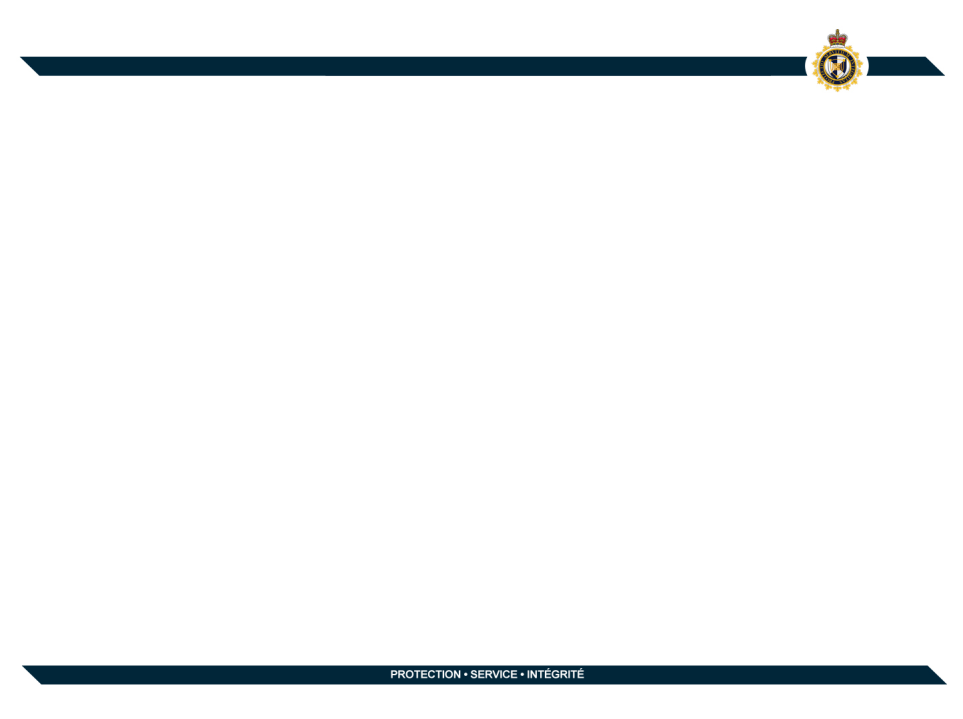 PROTECTION • SERVICE • INTÉGRITÉ